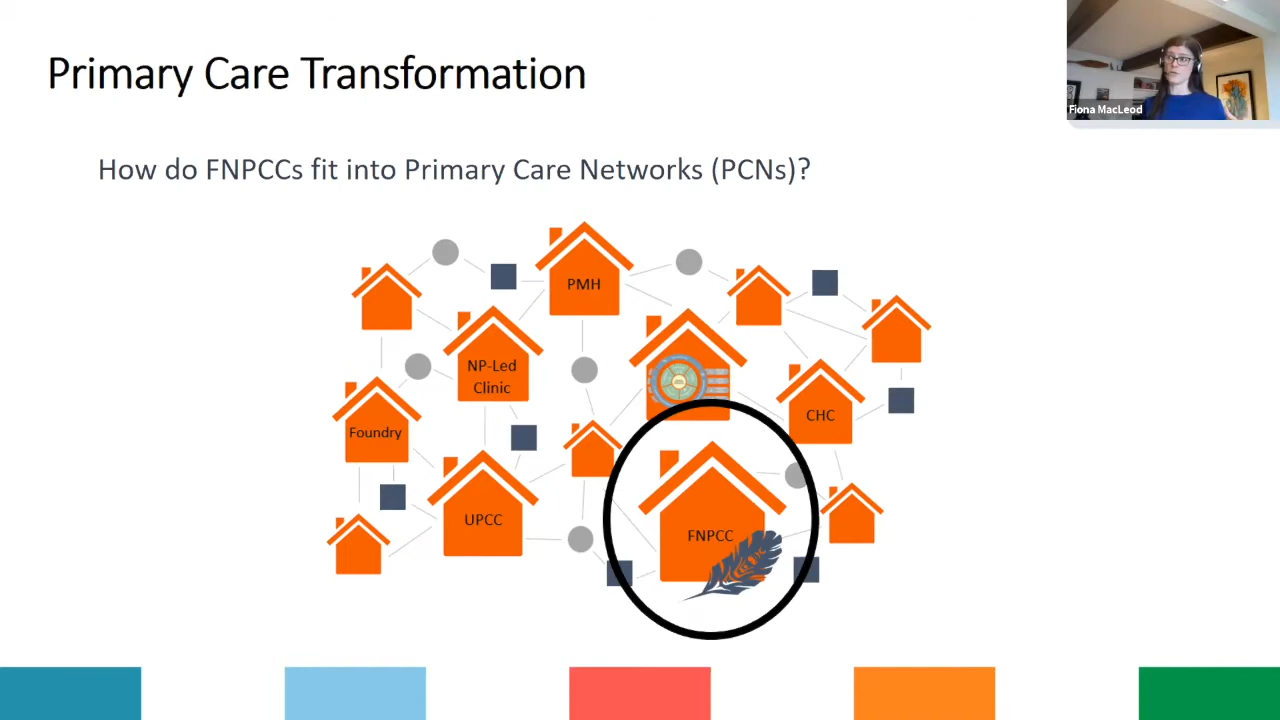 Primary Care Transformation
Fiona MacLeod
How do FNPCCs fit into Primary Care Networks (PCNs)?
PMH
NP-Led
Clinic
CHC
Foundry
UPCC
FNPCC